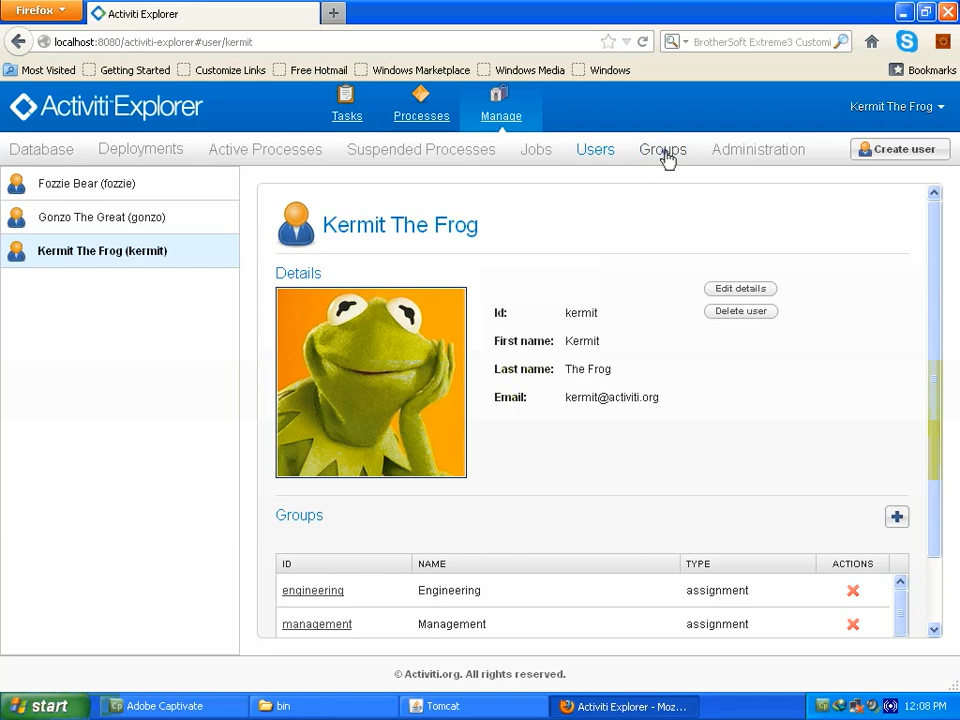 Firefox
Activiti Explorer
localhost:8080/activiti-explorer#user/kermit
BrotherSoft Extreme3 Customi
Most Visited
Getting Started
Customize Links
Free Hotmail
Windows Marketplace
Windows Media
Windows
Bookmarks
Activiti Explorer
Tasks
Processes
Manage
Kermit The Frog
Database
Deployments
Active Processes
Suspended Processes
Jobs
Users
Groups
Administration
Create user
Fozzie Bear (fozzie)
Gonzo The Great (gonzo)
Kermit The Frog (kermit)
Kermit The Frog
Details
Edit details
Delete user
Id: kermit
First name: Kermit
Last name: The Frog
Email: kermit@activiti.org
Groups
ID NAME TYPE ACTIONS
engineering Engineering assignment
management Management assignment
© Activiti.org. All rights reserved.
start
Cp Adobe Captivate
bin
Tomcat
Activiti Explorer - Moz...
Cp
12:08 PM